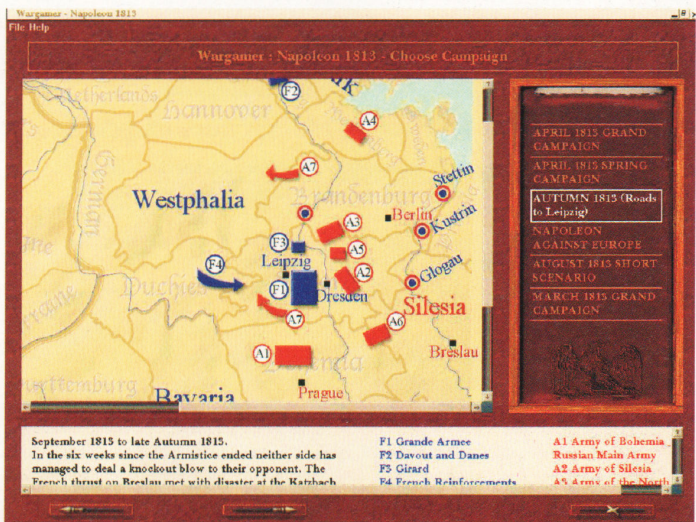 Wargamer - Napoleon 1813
File Help
Wargamer : Napoleon 1813 - Choose Campaign
Netherlands
Hannover
F2
A4
A7
Westphalia
Brandenburg
Stettin
Berlin
Kustrin
A3
F3
A5
F4
Leipzig
A2
Glogau
F1
Dresden
Silesia
A7
A6
A1
Breslau
Prague
Bavaria
APRIL 1813 GRAND
CAMPAIGN
APRIL 1813 SPRING
CAMPAIGN
AUTUMN 1813 (Roads
to Leipzig)
NAPOLEON
AGAINST EUROPE
AUGUST 1813 SHORT
SCENARIO
MARCH 1813 GRAND
CAMPAIGN
September 1813 to late Autumn 1813.
In the six weeks since the Armistice ended neither side has
managed to deal a knockout blow to their opponent. The
French thrust on Breslau met with disaster at the Katzbach
F1 Grande Armee
F2 Davout and Danes
F3 Girard
F4 French Reinforcements
A1 Army of Bohemia
Russian Main Army
A2 Army of Silesia
A3 Army of the North